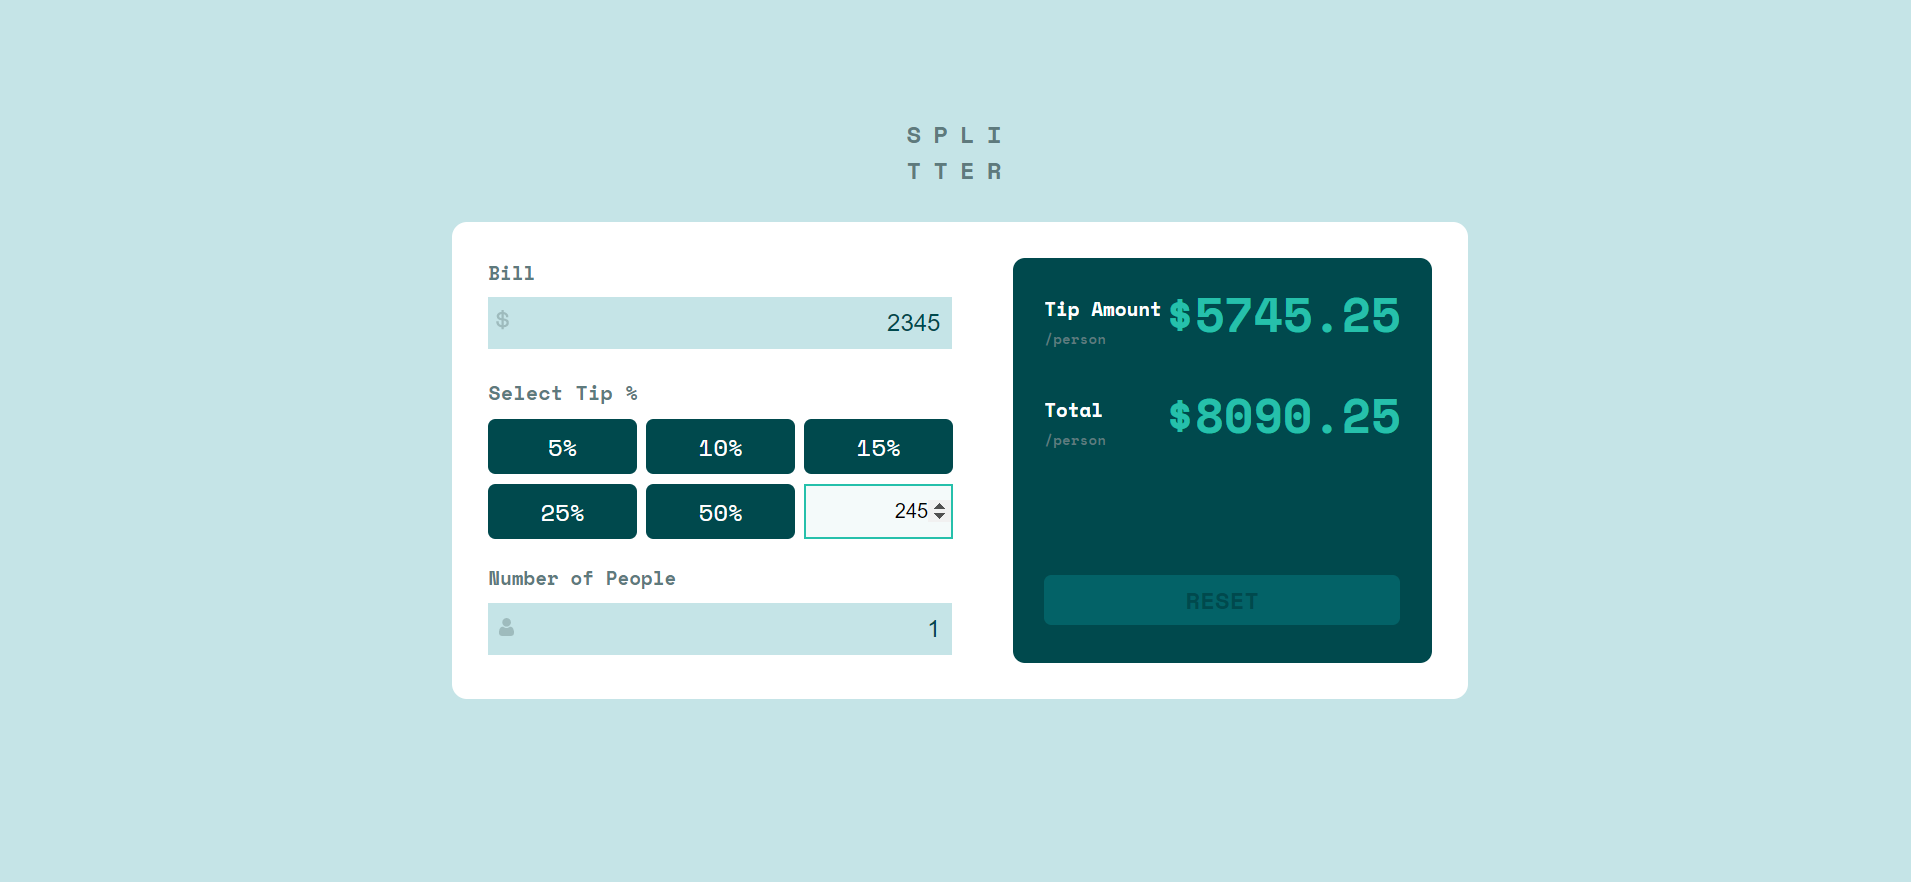 S P L I
T T E R
Bill
$ 2345
Select Tip %
5% 10% 15%
25% 50% 245
Number of People
1
Tip Amount $5745.25
/person
Total $8090.25
/person
RESET